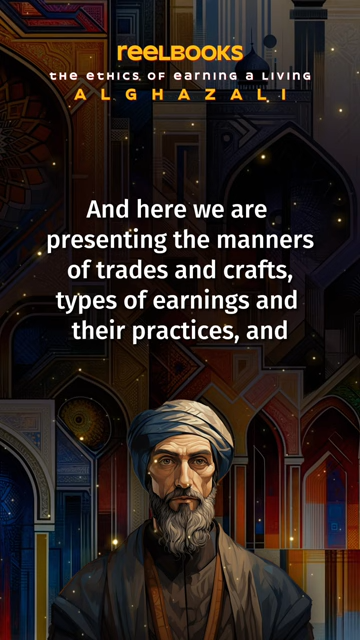 reelbooks
the ethics of earning a living
ALGHAZALI
And here we are
presenting the manners
of trades and crafts,
types of earnings and
their practices, and